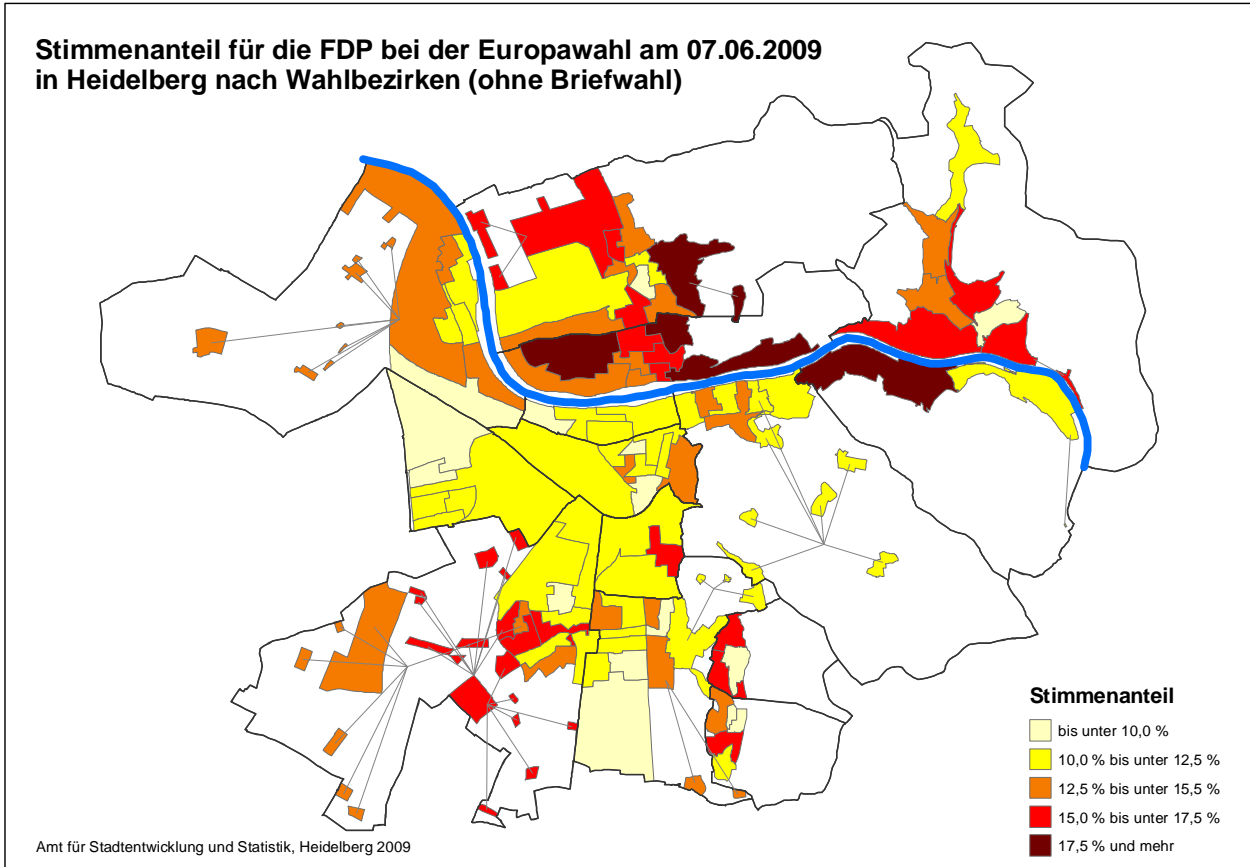 Stimmenanteil für die FDP bei der Europawahl am 07.06.2009
in Heidelberg nach Wahlbezirken (ohne Briefwahl)
Stimmenanteil
bis unter 10,0 %
10,0 % bis unter 12,5 %
12,5 % bis unter 15,5 %
15,0 % bis unter 17,5 %
17,5 % und mehr
Amt für Stadtentwicklung und Statistik, Heidelberg 2009